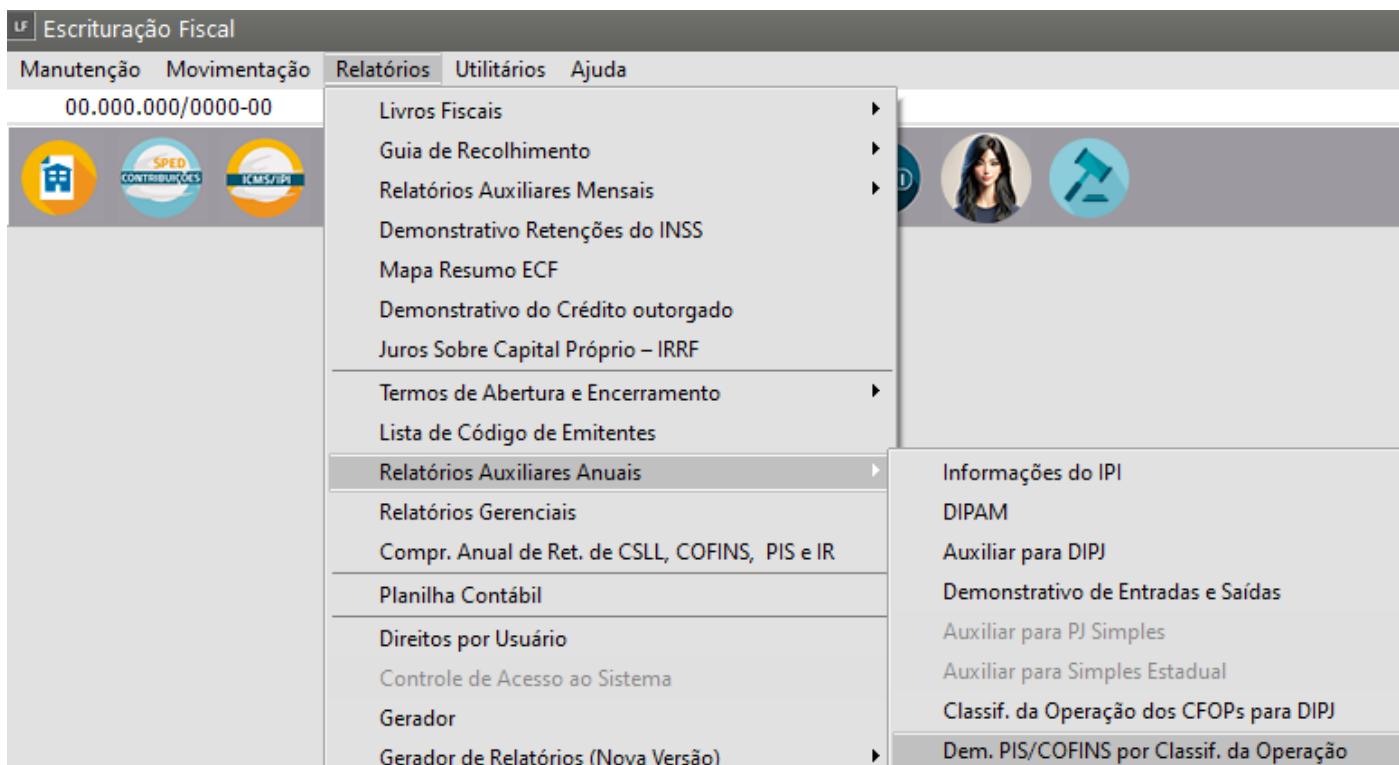 LF Escrituração Fiscal
Manutenção Movimentação Relatórios Utilitários Ajuda
00.000.000/0000-00
SPED
CONTRIBUIÇÕES
ICMS/IPI
Livros Fiscais
Guia de Recolhimento
Relatórios Auxiliares Mensais
Demonstrativo Retenções do INSS
Mapa Resumo ECF
Demonstrativo do Crédito outorgado
Juros Sobre Capital Próprio – IRRF
Termos de Abertura e Encerramento
Lista de Código de Emitentes
Relatórios Auxiliares Anuais
Relatórios Gerenciais
Compr. Anual de Ret. de CSLL, COFINS, PIS e IR
Planilha Contábil
Direitos por Usuário
Controle de Acesso ao Sistema
Gerador
Gerador de Relatórios (Nova Versão)
Informações do IPI
DIPAM
Auxiliar para DIPJ
Demonstrativo de Entradas e Saídas
Auxiliar para PJ Simples
Auxiliar para Simples Estadual
Classif. da Operação dos CFOPs para DIPJ
Dem. PIS/COFINS por Classif. da Operação